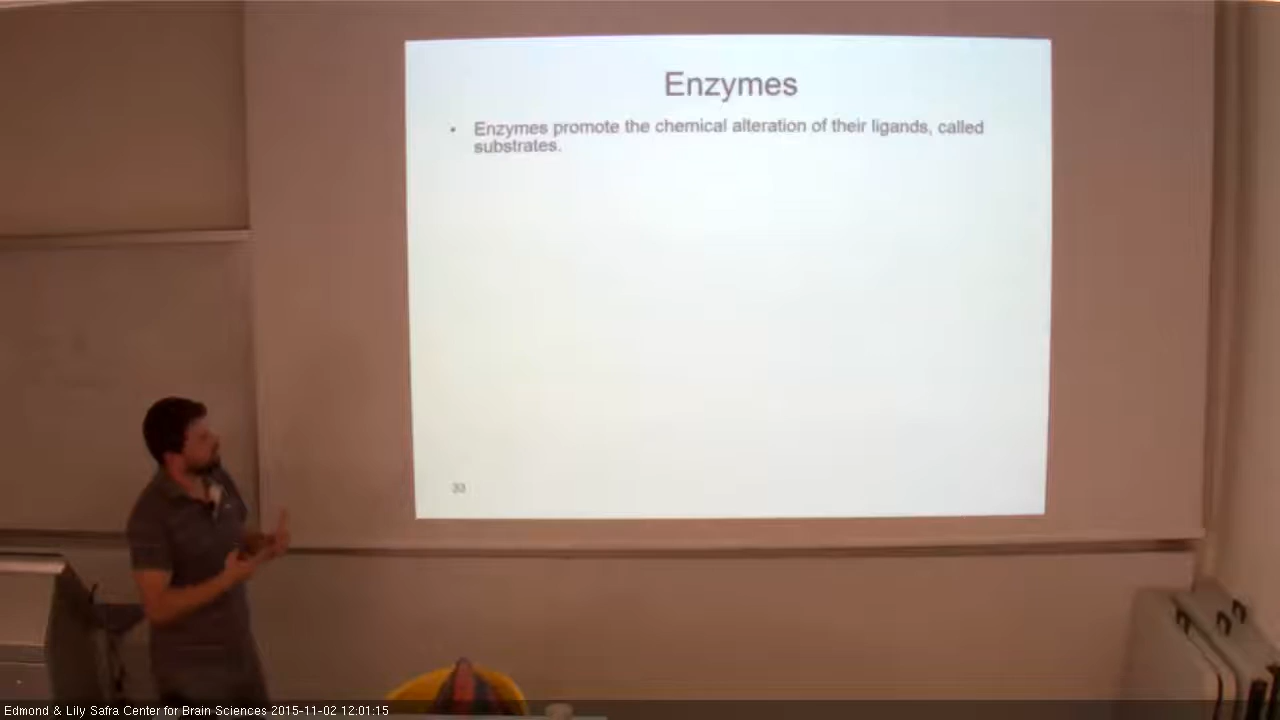 Enzymes
• Enzymes promote the chemical alteration of their ligands, called
substrates.
33
Edmond & Lily Safra Center for Brain Sciences 2015-11-02 12:01:15